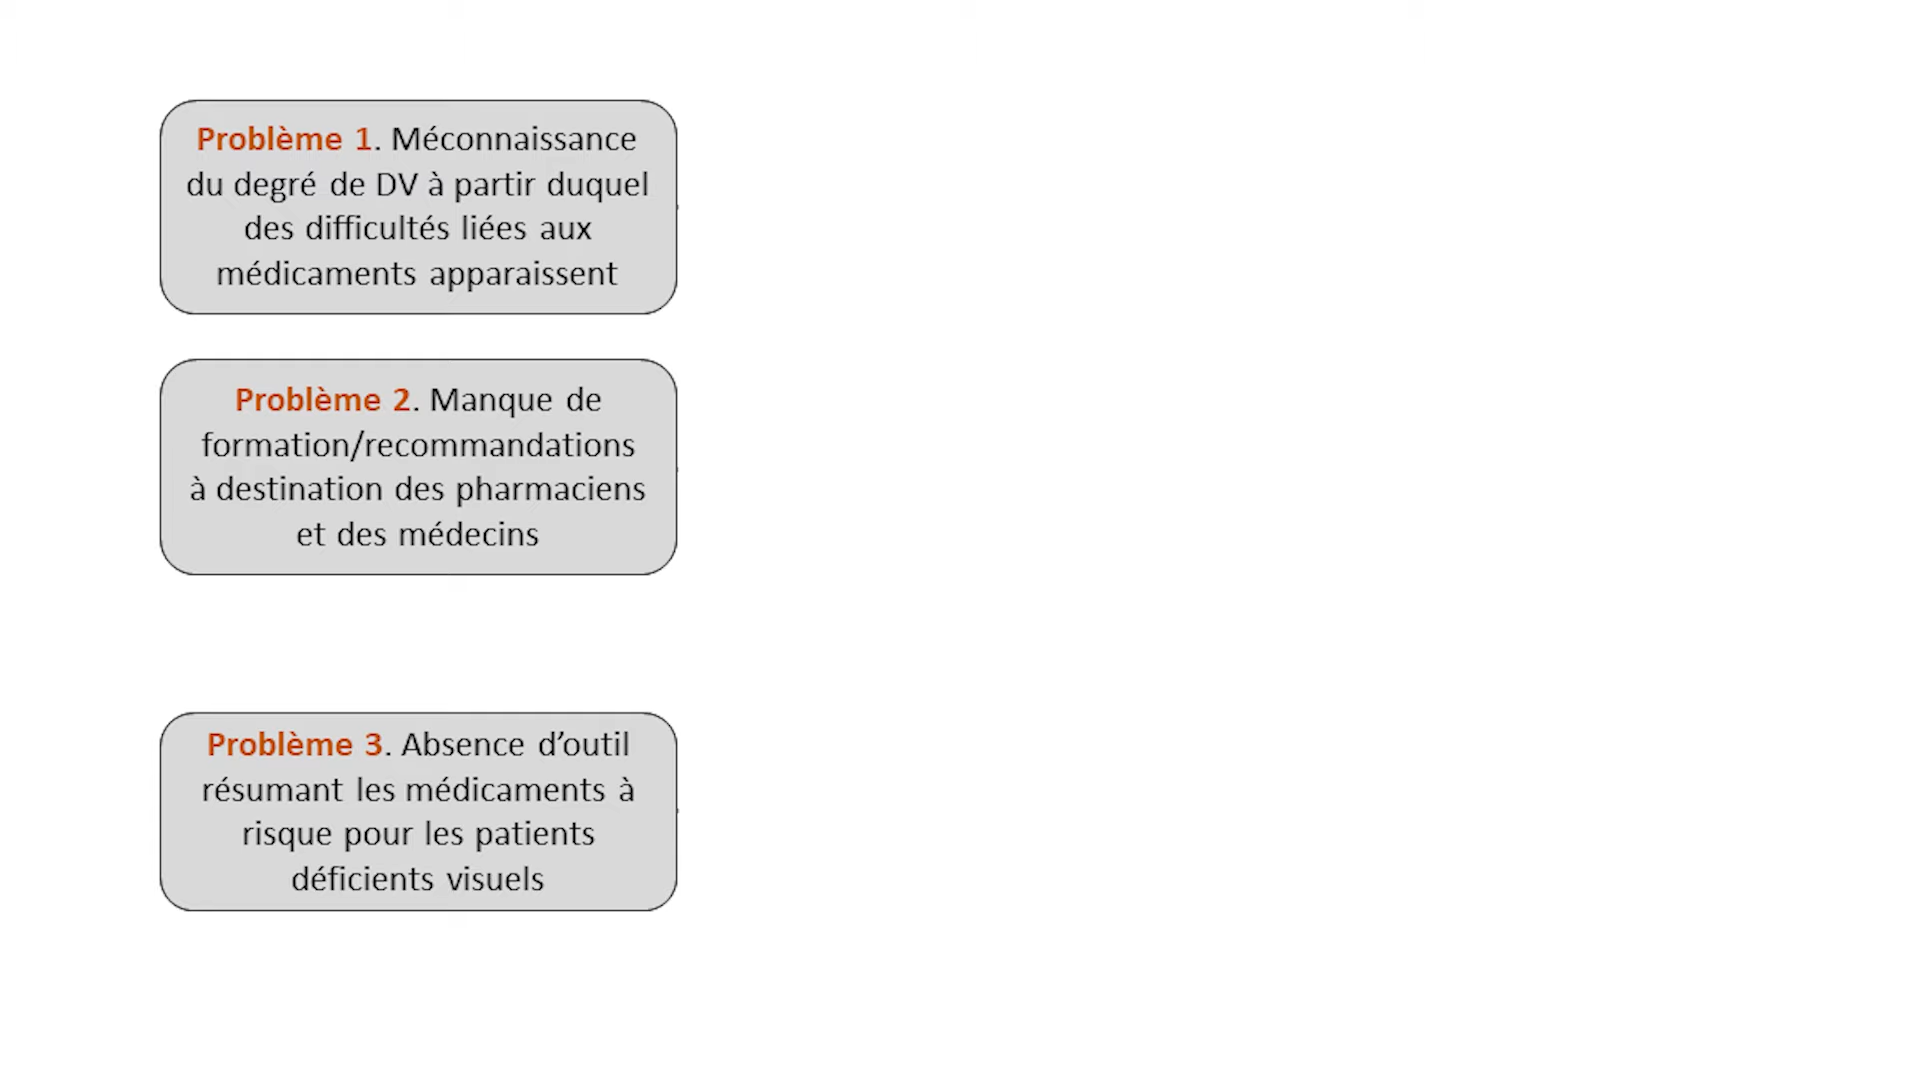 Problème 1. Méconnaissance
du degré de DV à partir duquel
des difficultés liées aux
médicaments apparaissent
Problème 2. Manque de
formation/recommandations
à destination des pharmaciens
et des médecins
Problème 3. Absence d’outil
résumant les médicaments à
risque pour les patients
déficients visuels